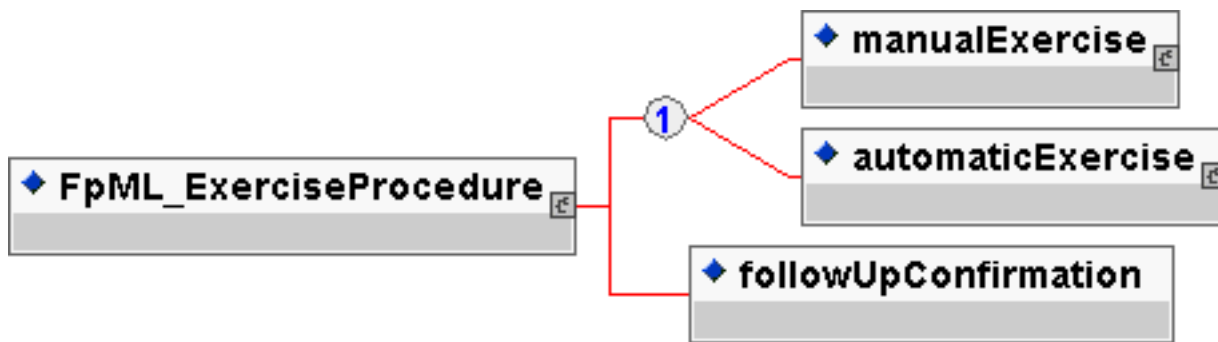 manualExercise
1
automaticExercise
FpML_ExerciseProcedure
followUpConfirmation